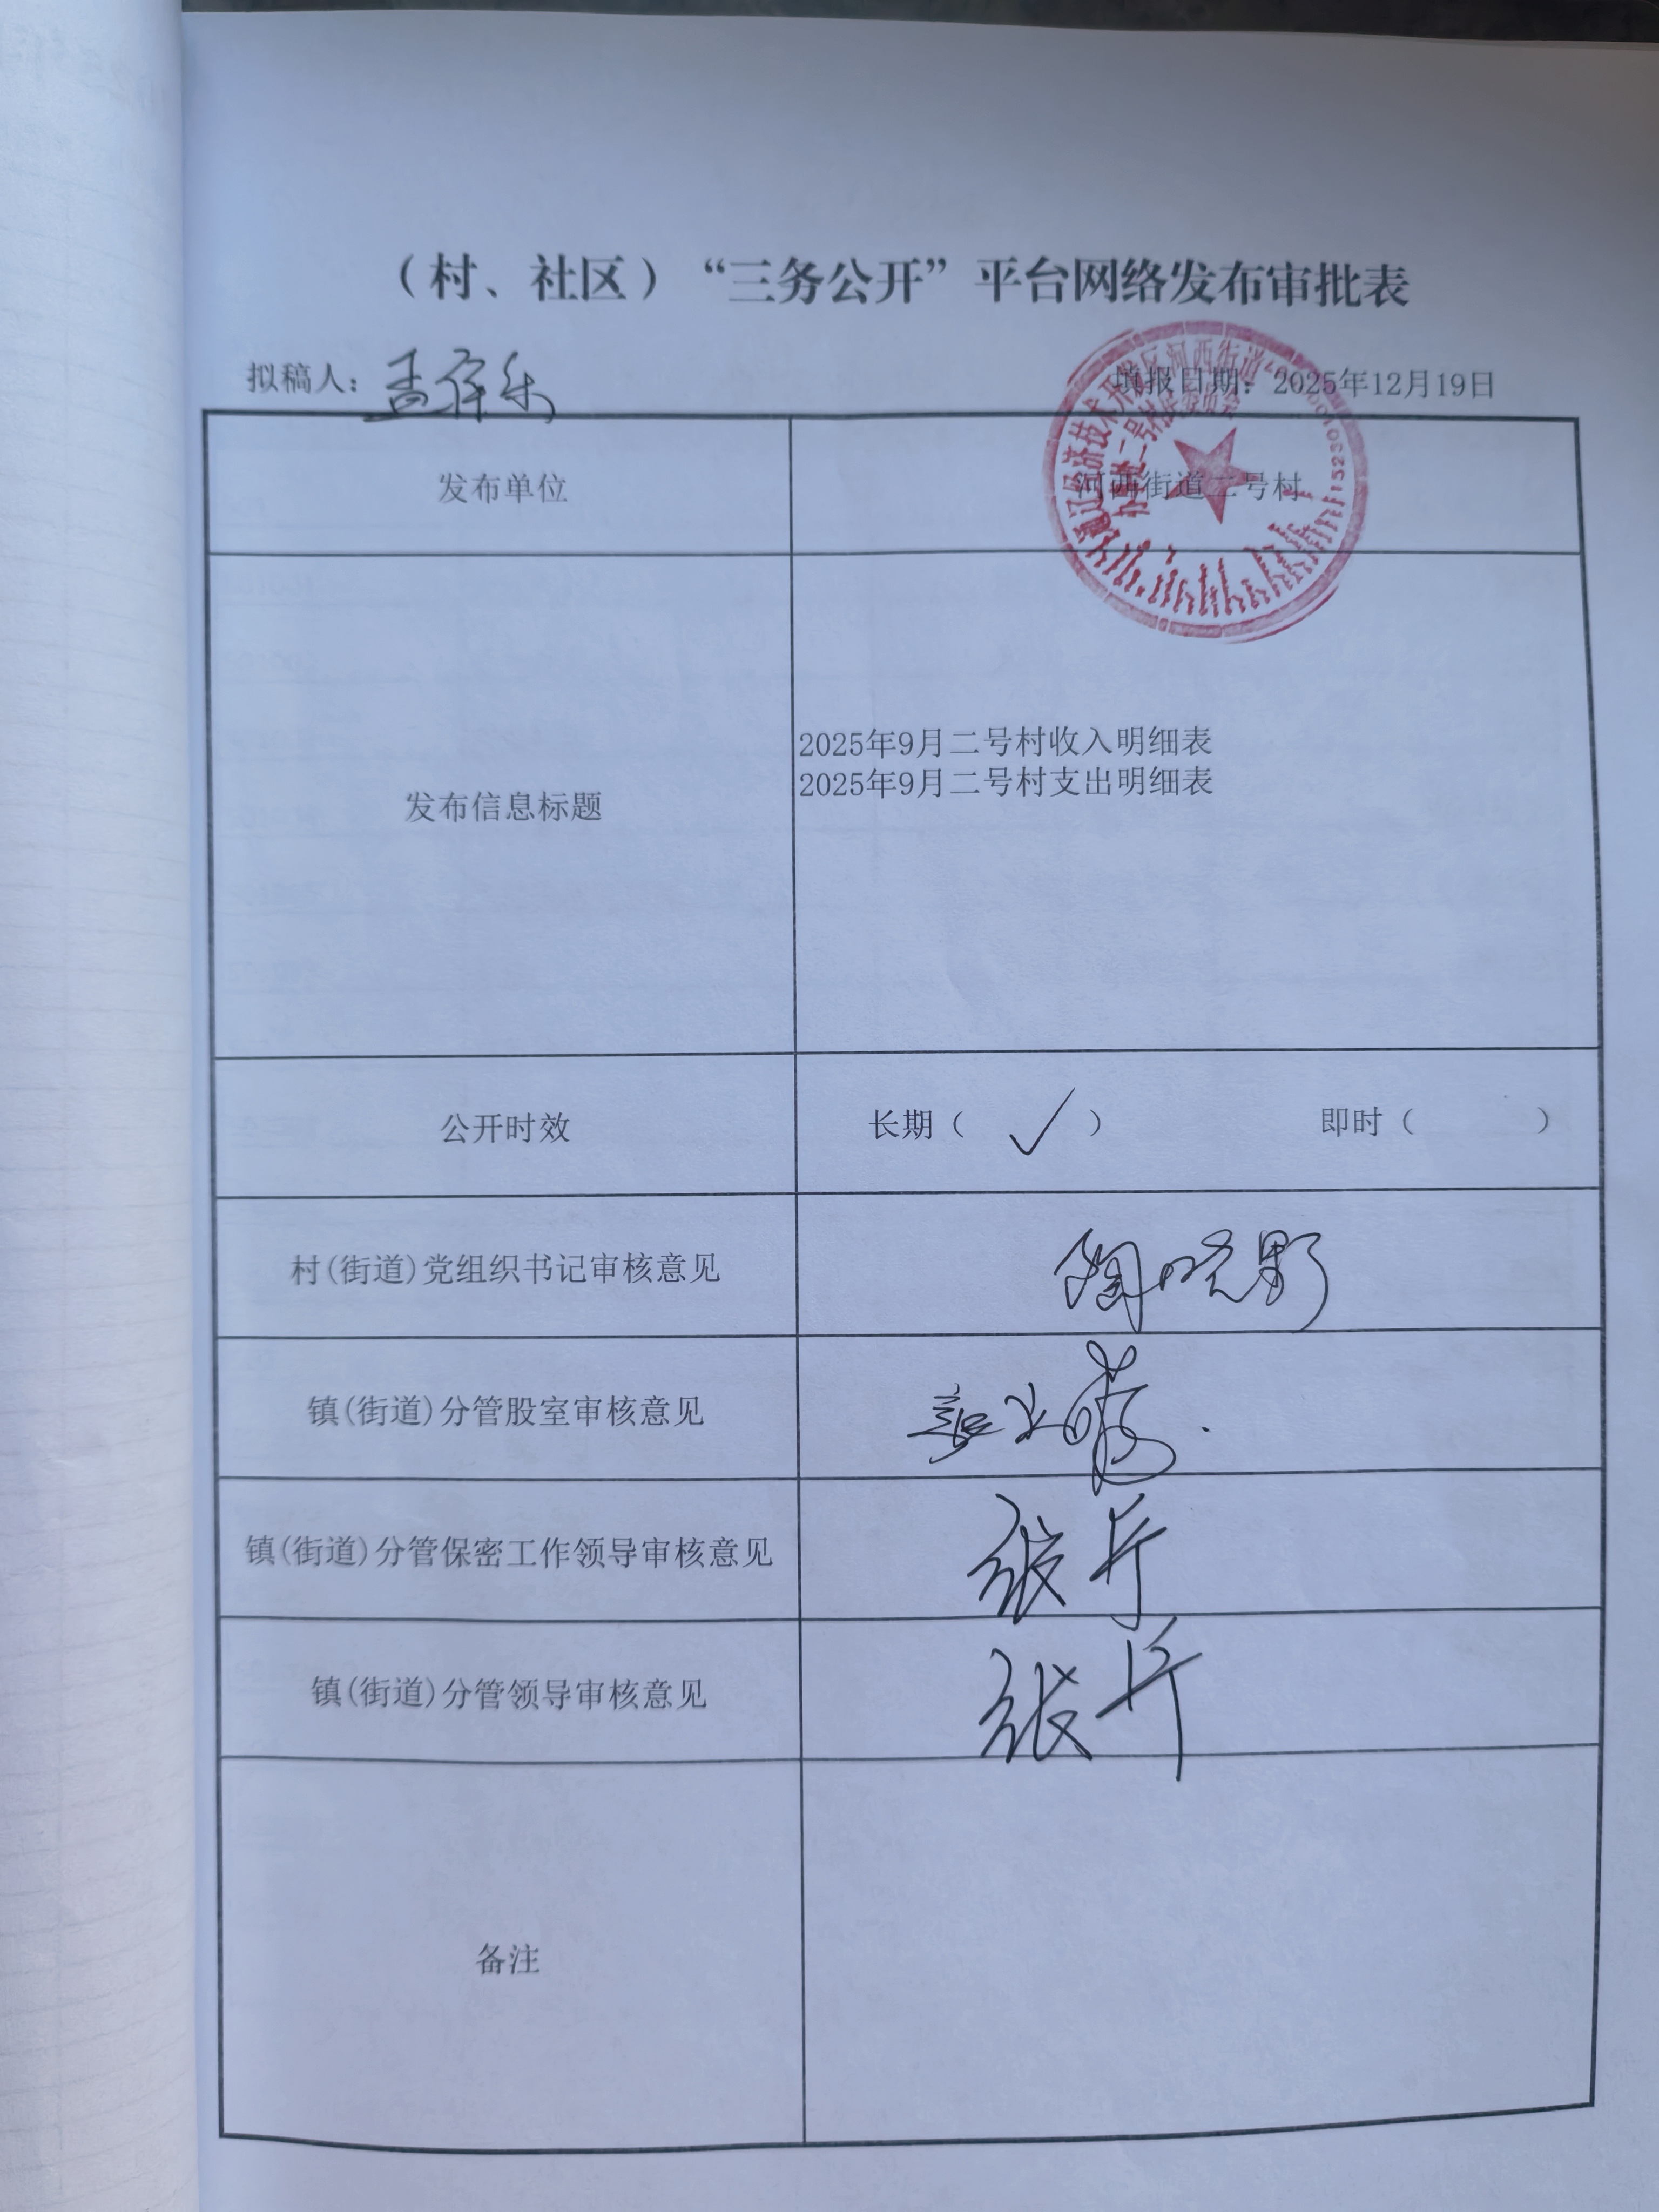 （村、社区）“三务公开”平台网络发布审批表
拟稿人：
填报日期：2025年12月19日
发布单位
河西街道二号村
发布信息标题
2025年9月二号村收入明细表
2025年9月二号村支出明细表
公开时效
长期（ ✓ ） 即时（ ）
村(街道)党组织书记审核意见
陶晓影
镇(街道)分管股室审核意见
镇(街道)分管保密工作领导审核意见
镇(街道)分管领导审核意见
备注